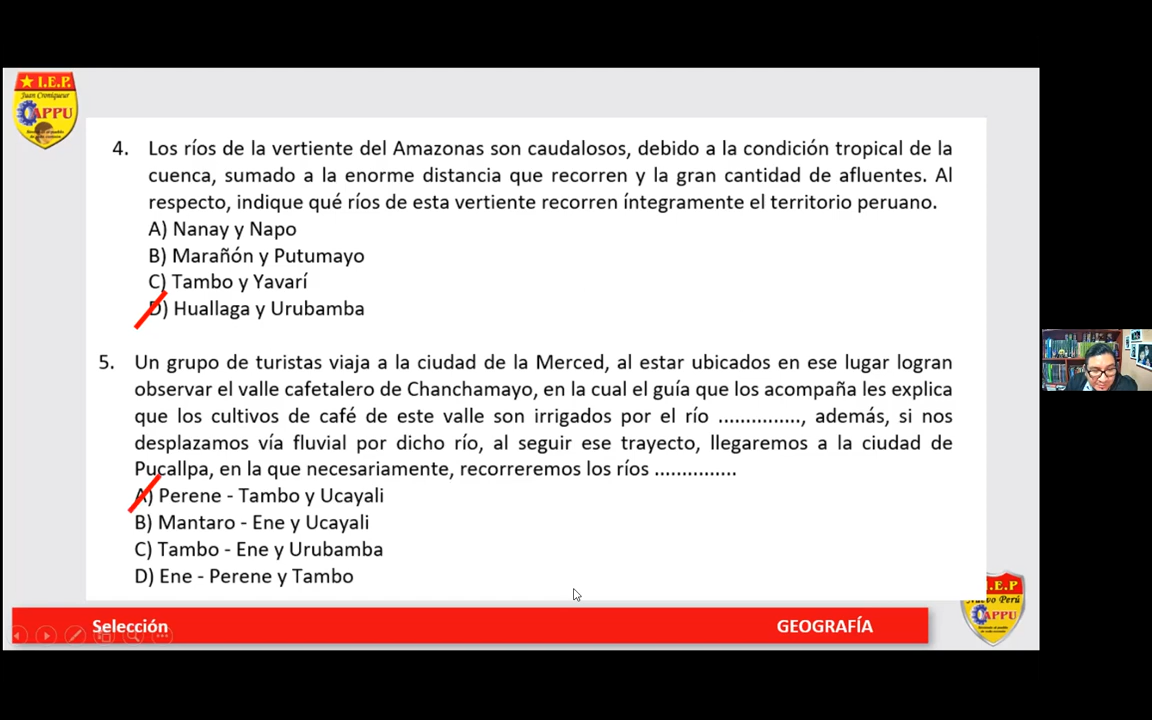 ★ I.E.P.
Juan Croniqueur
CAPPU
4. Los ríos de la vertiente del Amazonas son caudalosos, debido a la condición tropical de la
cuenca, sumado a la enorme distancia que recorren y la gran cantidad de afluentes. Al
respecto, indique qué ríos de esta vertiente recorren íntegramente el territorio peruano.
A) Nanay y Napo
B) Marañón y Putumayo
C) Tambo y Yavarí
D) Huallaga y Urubamba
5. Un grupo de turistas viaja a la ciudad de la Merced, al estar ubicados en ese lugar logran
observar el valle cafetalero de Chanchamayo, en la cual el guía que los acompaña les explica
que los cultivos de café de este valle son irrigados por el río ..............., además, si nos
desplazamos vía fluvial por dicho río, al seguir ese trayecto, llegaremos a la ciudad de
Pucallpa, en la que necesariamente, recorreremos los ríos ...............
A) Perene - Tambo y Ucayali
B) Mantaro - Ene y Ucayali
C) Tambo - Ene y Urubamba
D) Ene - Perene y Tambo
I.E.P
Nuevo Perú
CAPPU
Selección
GEOGRAFÍA